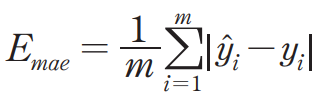 E_{mae} = \frac{1}{m} \sum_{i=1}^{m} |\hat{y}_i - y_i|